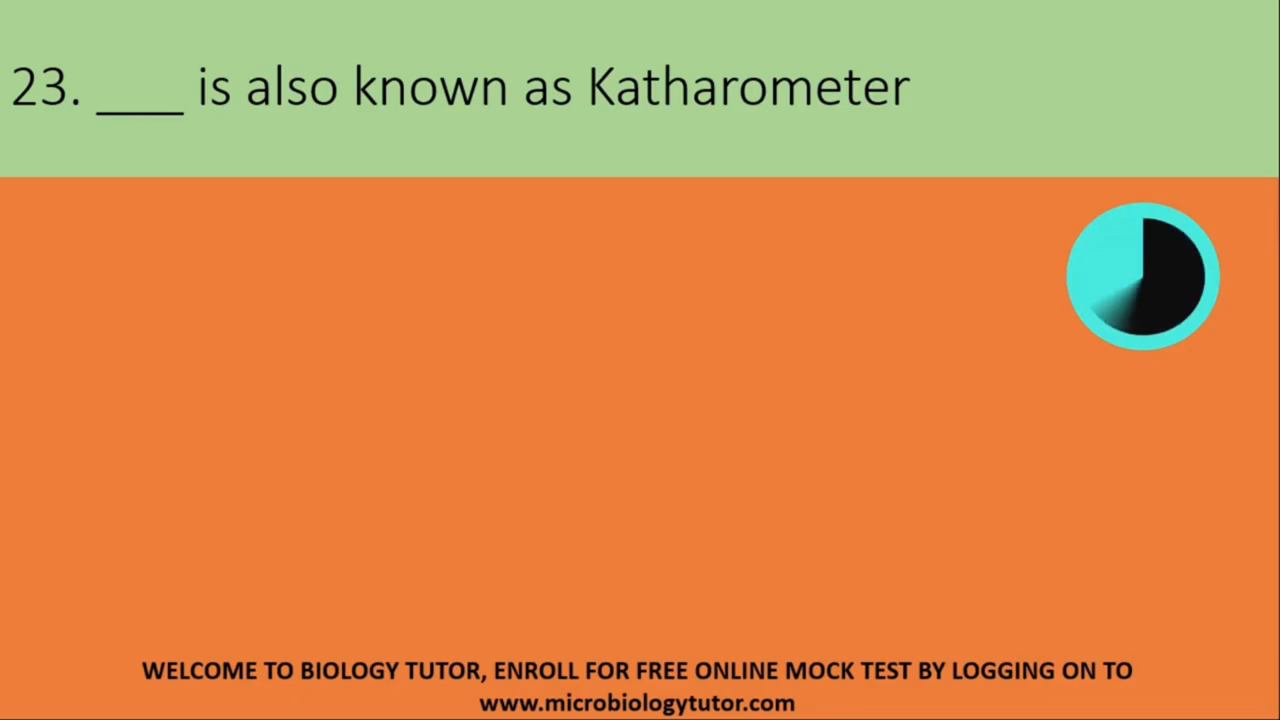 23. ___ is also known as Katharometer
WELCOME TO BIOLOGY TUTOR, ENROLL FOR FREE ONLINE MOCK TEST BY LOGGING ON TO
www.microbiologytutor.com